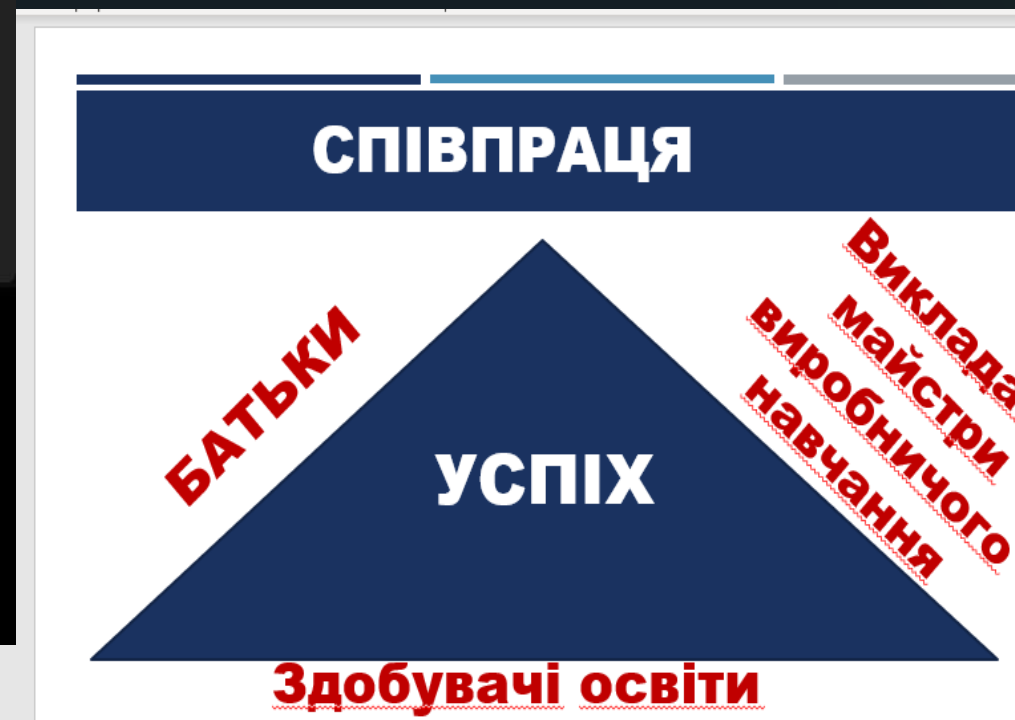 СПІВПРАЦЯ
БАТЬКИ
УСПІХ
майстри
виробничого
навчання
Здобувачі освіти